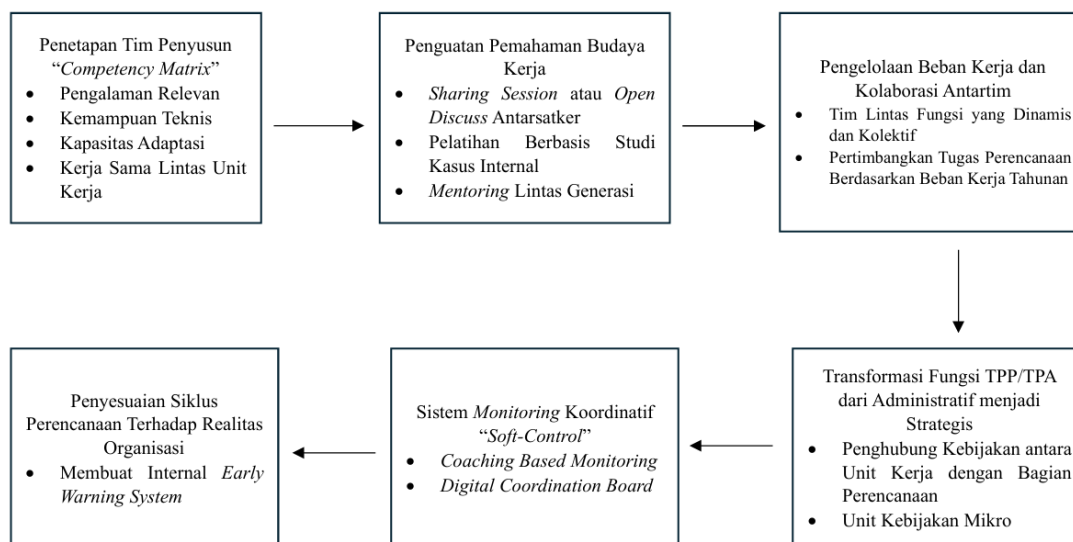 Penetapan Tim Penyusun
“Competency Matrix”
• Pengalaman Relevan
• Kemampuan Teknis
• Kapasitas Adaptasi
• Kerja Sama Lintas Unit
Kerja
Penguatan Pemahaman Budaya
Kerja
• Sharing Session atau Open
Discuss Antarsatker
• Pelatihan Berbasis Studi
Kasus Internal
• Mentoring Lintas Generasi
Pengelolaan Beban Kerja dan
Kolaborasi Antartim
• Tim Lintas Fungsi yang Dinamis
dan Kolektif
• Pertimbangkan Tugas Perencanaan
Berdasarkan Beban Kerja Tahunan
Transformasi Fungsi TPP/TPA
dari Administratif menjadi
Strategis
• Penghubung Kebijakan antara
Unit Kerja dengan Bagian
Perencanaan
• Unit Kebijakan Mikro
Sistem Monitoring Koordinatif
“Soft-Control”
• Coaching Based Monitoring
• Digital Coordination Board
Penyesuaian Siklus
Perencanaan Terhadap Realitas
Organisasi
• Membuat Internal Early
Warning System